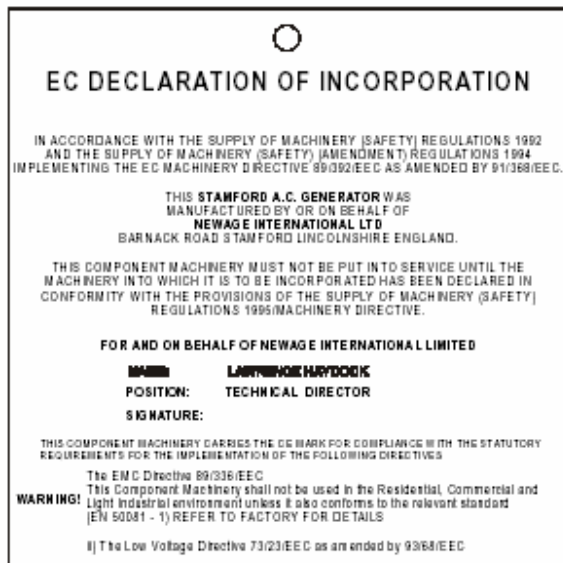 EC DECLARATION OF INCORPORATION
IN ACCORDANCE WITH THE SUPPLY OF MACHINERY (SAFETY) REGULATIONS 1992
AND THE SUPPLY OF MACHINERY (SAFETY) (AMENDMENT) REGULATIONS 1994
IMPLEMENTING THE EC MACHINERY DIRECTIVE 89/392/EEC AS AMENDED BY 91/368/EEC.
THIS STAMFORD A.C. GENERATOR WAS
MANUFACTURED BY OR ON BEHALF OF
NEWAGE INTERNATIONAL LTD
BARNACK ROAD STAMFORD LINCOLNSHIRE ENGLAND.
THIS COMPONENT MACHINERY MUST NOT BE PUT INTO SERVICE UNTIL THE
MACHINERY INTO WHICH IT IS TO BE INCORPORATED HAS BEEN DECLARED IN
CONFORMITY WITH THE PROVISIONS OF THE SUPPLY OF MACHINERY (SAFETY)
REGULATIONS 1995/MACHINERY DIRECTIVE.
FOR AND ON BEHALF OF NEWAGE INTERNATIONAL LIMITED
NAME: LAWRENCE HAYDOCK
POSITION: TECHNICAL DIRECTOR
SIGNATURE:
THIS COMPONENT MACHINERY CARRIES THE CE MARK FOR COMPLIANCE WITH THE STATUTORY
REQUIREMENTS FOR THE IMPLEMENTATION OF THE FOLLOWING DIRECTIVES
The EMC Directive 89/336/EEC
WARNING! This Component Machinery shall not be used in the Residential, Commercial and
Light Industrial environment unless it also conforms to the relevant standard
(EN 50081 - 1) REFER TO FACTORY FOR DETAILS
ii) The Low Voltage Directive 73/23/EEC as amended by 93/68/EEC